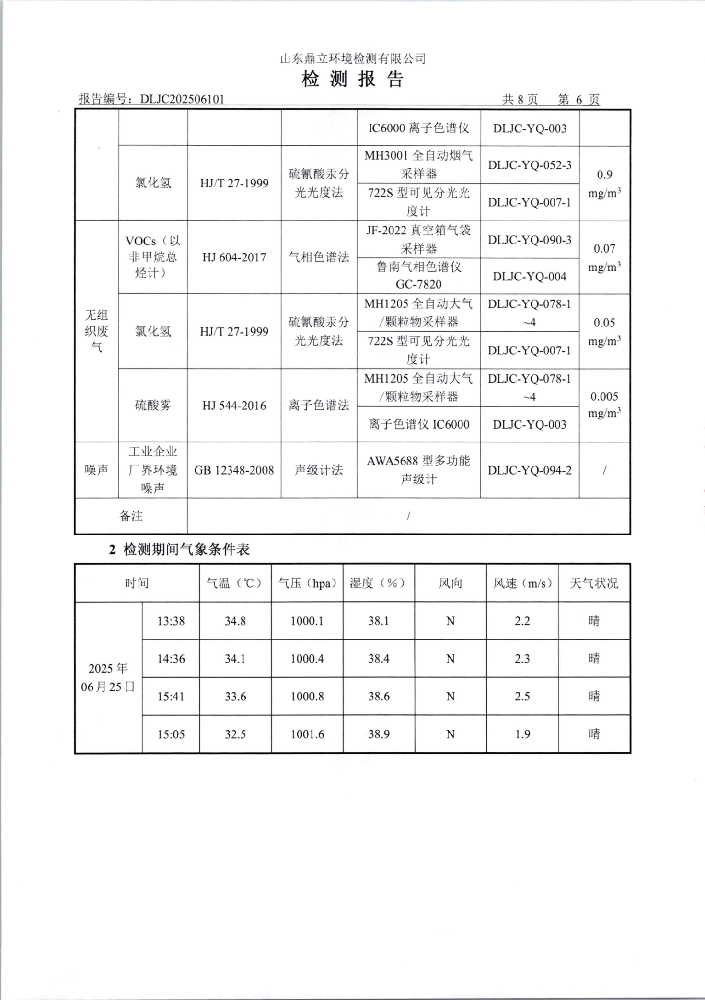 山东鼎立环境检测有限公司
检 测 报 告
报告编号：DLJC202506101 共 8 页 第 6 页
IC6000 离子色谱仪 DLJC-YQ-003
氯化氢 HJ/T 27-1999 硫氰酸汞分光光度法 MH3001 全自动烟气采样器 DLJC-YQ-052-3 0.9 mg/m³
722S 型可见分光光度计 DLJC-YQ-007-1
无组织废气 VOCs（以非甲烷总烃计） HJ 604-2017 气相色谱法 JF-2022 真空箱气袋采样器 DLJC-YQ-090-3 0.07 mg/m³
鲁南气相色谱仪 GC-7820 DLJC-YQ-004
氯化氢 HJ/T 27-1999 硫氰酸汞分光光度法 MH1205 全自动大气/颗粒物采样器 DLJC-YQ-078-1~4 0.05 mg/m³
722S 型可见分光光度计 DLJC-YQ-007-1
硫酸雾 HJ 544-2016 离子色谱法 MH1205 全自动大气/颗粒物采样器 DLJC-YQ-078-1~4 0.005 mg/m³
离子色谱仪 IC6000 DLJC-YQ-003
噪声 工业企业厂界环境噪声 GB 12348-2008 声级计法 AWA5688 型多功能声级计 DLJC-YQ-094-2 /
备注 /
2 检测期间气象条件表
时间 气温（℃） 气压（hpa） 湿度（%） 风向 风速（m/s） 天气状况
2025 年 06月 25 日 13:38 34.8 1000.1 38.1 N 2.2 晴
14:36 34.1 1000.4 38.4 N 2.3 晴
15:41 33.6 1000.8 38.6 N 2.5 晴
15:05 32.5 1001.6 38.9 N 1.9 晴